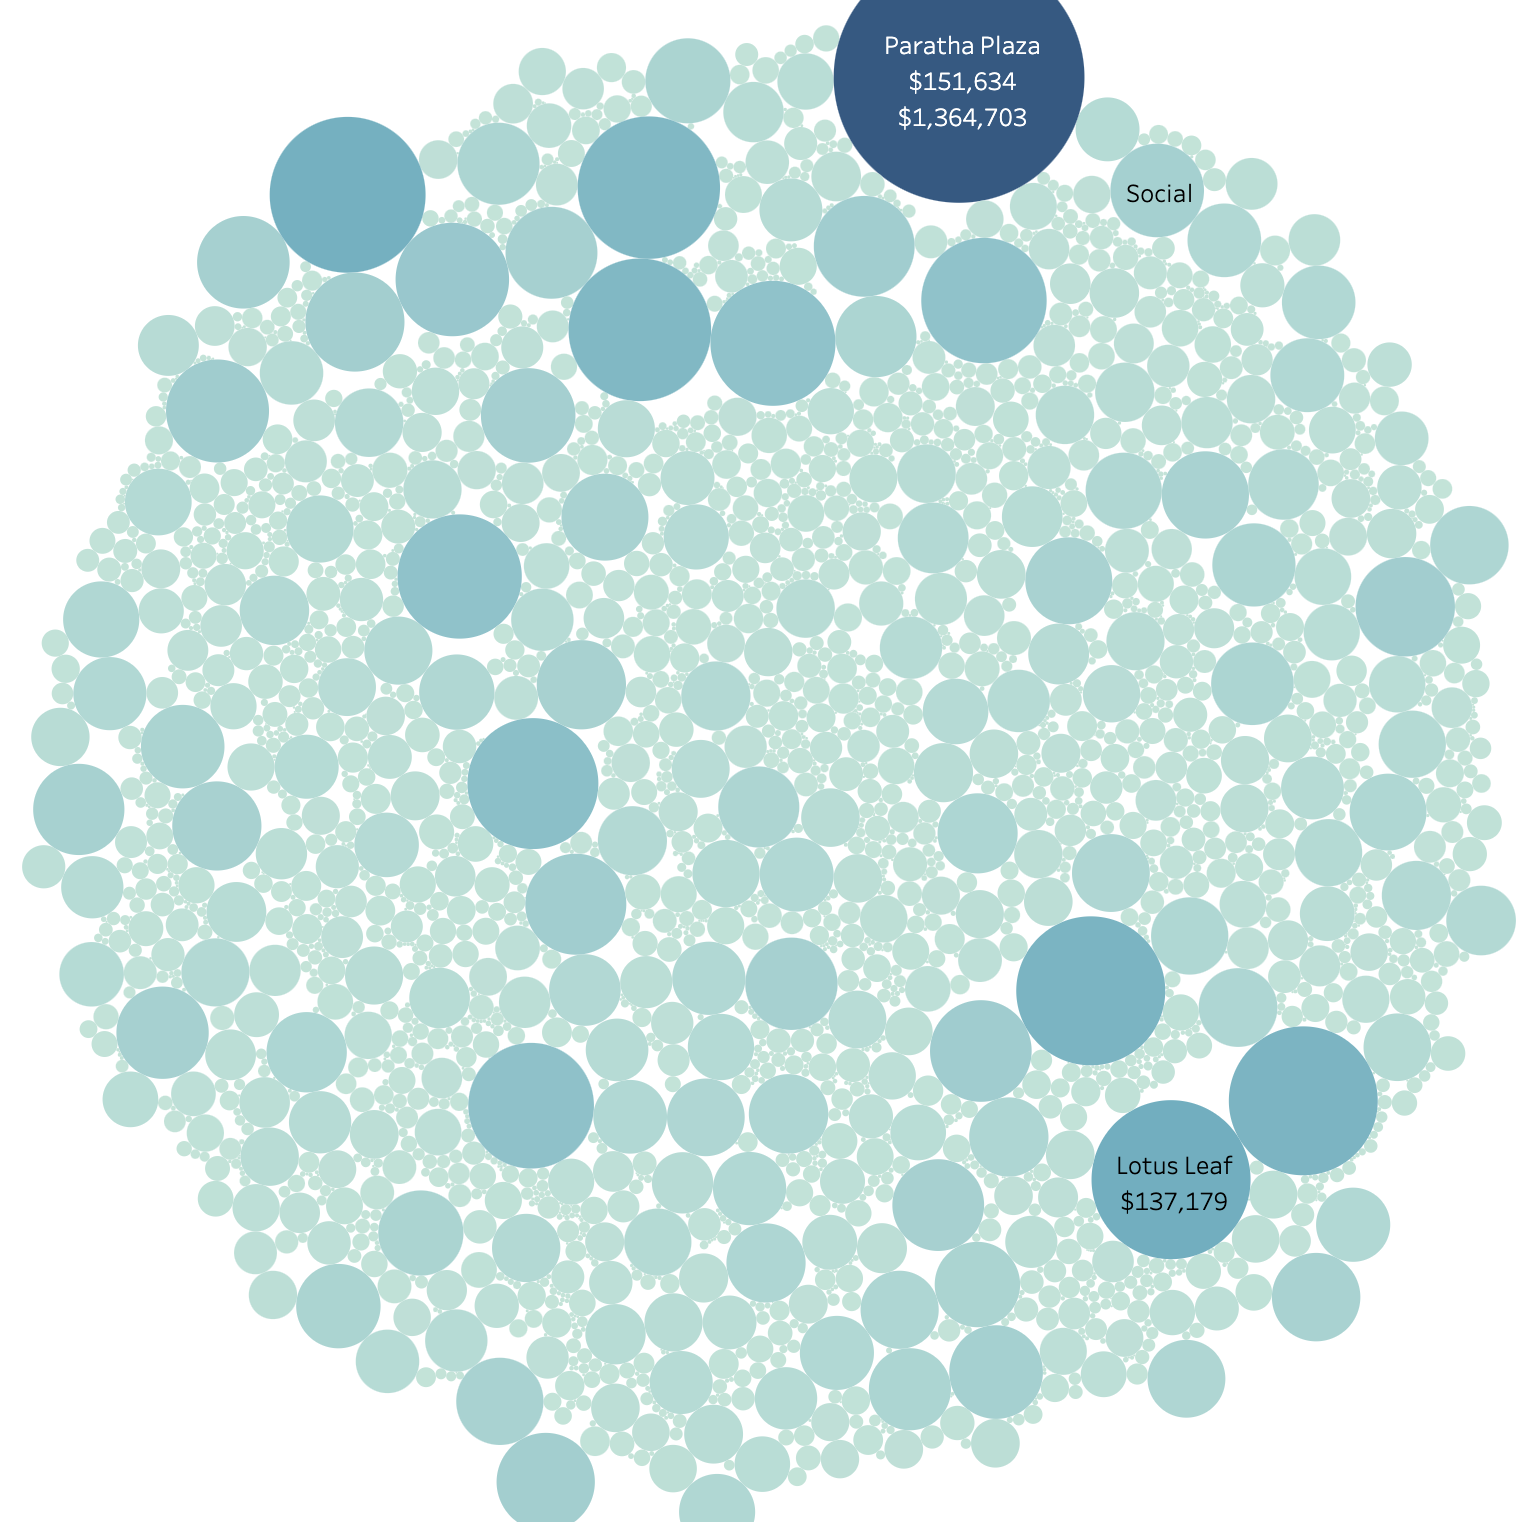 Paratha Plaza
$151,634
$1,364,703
Social
Lotus Leaf
$137,179